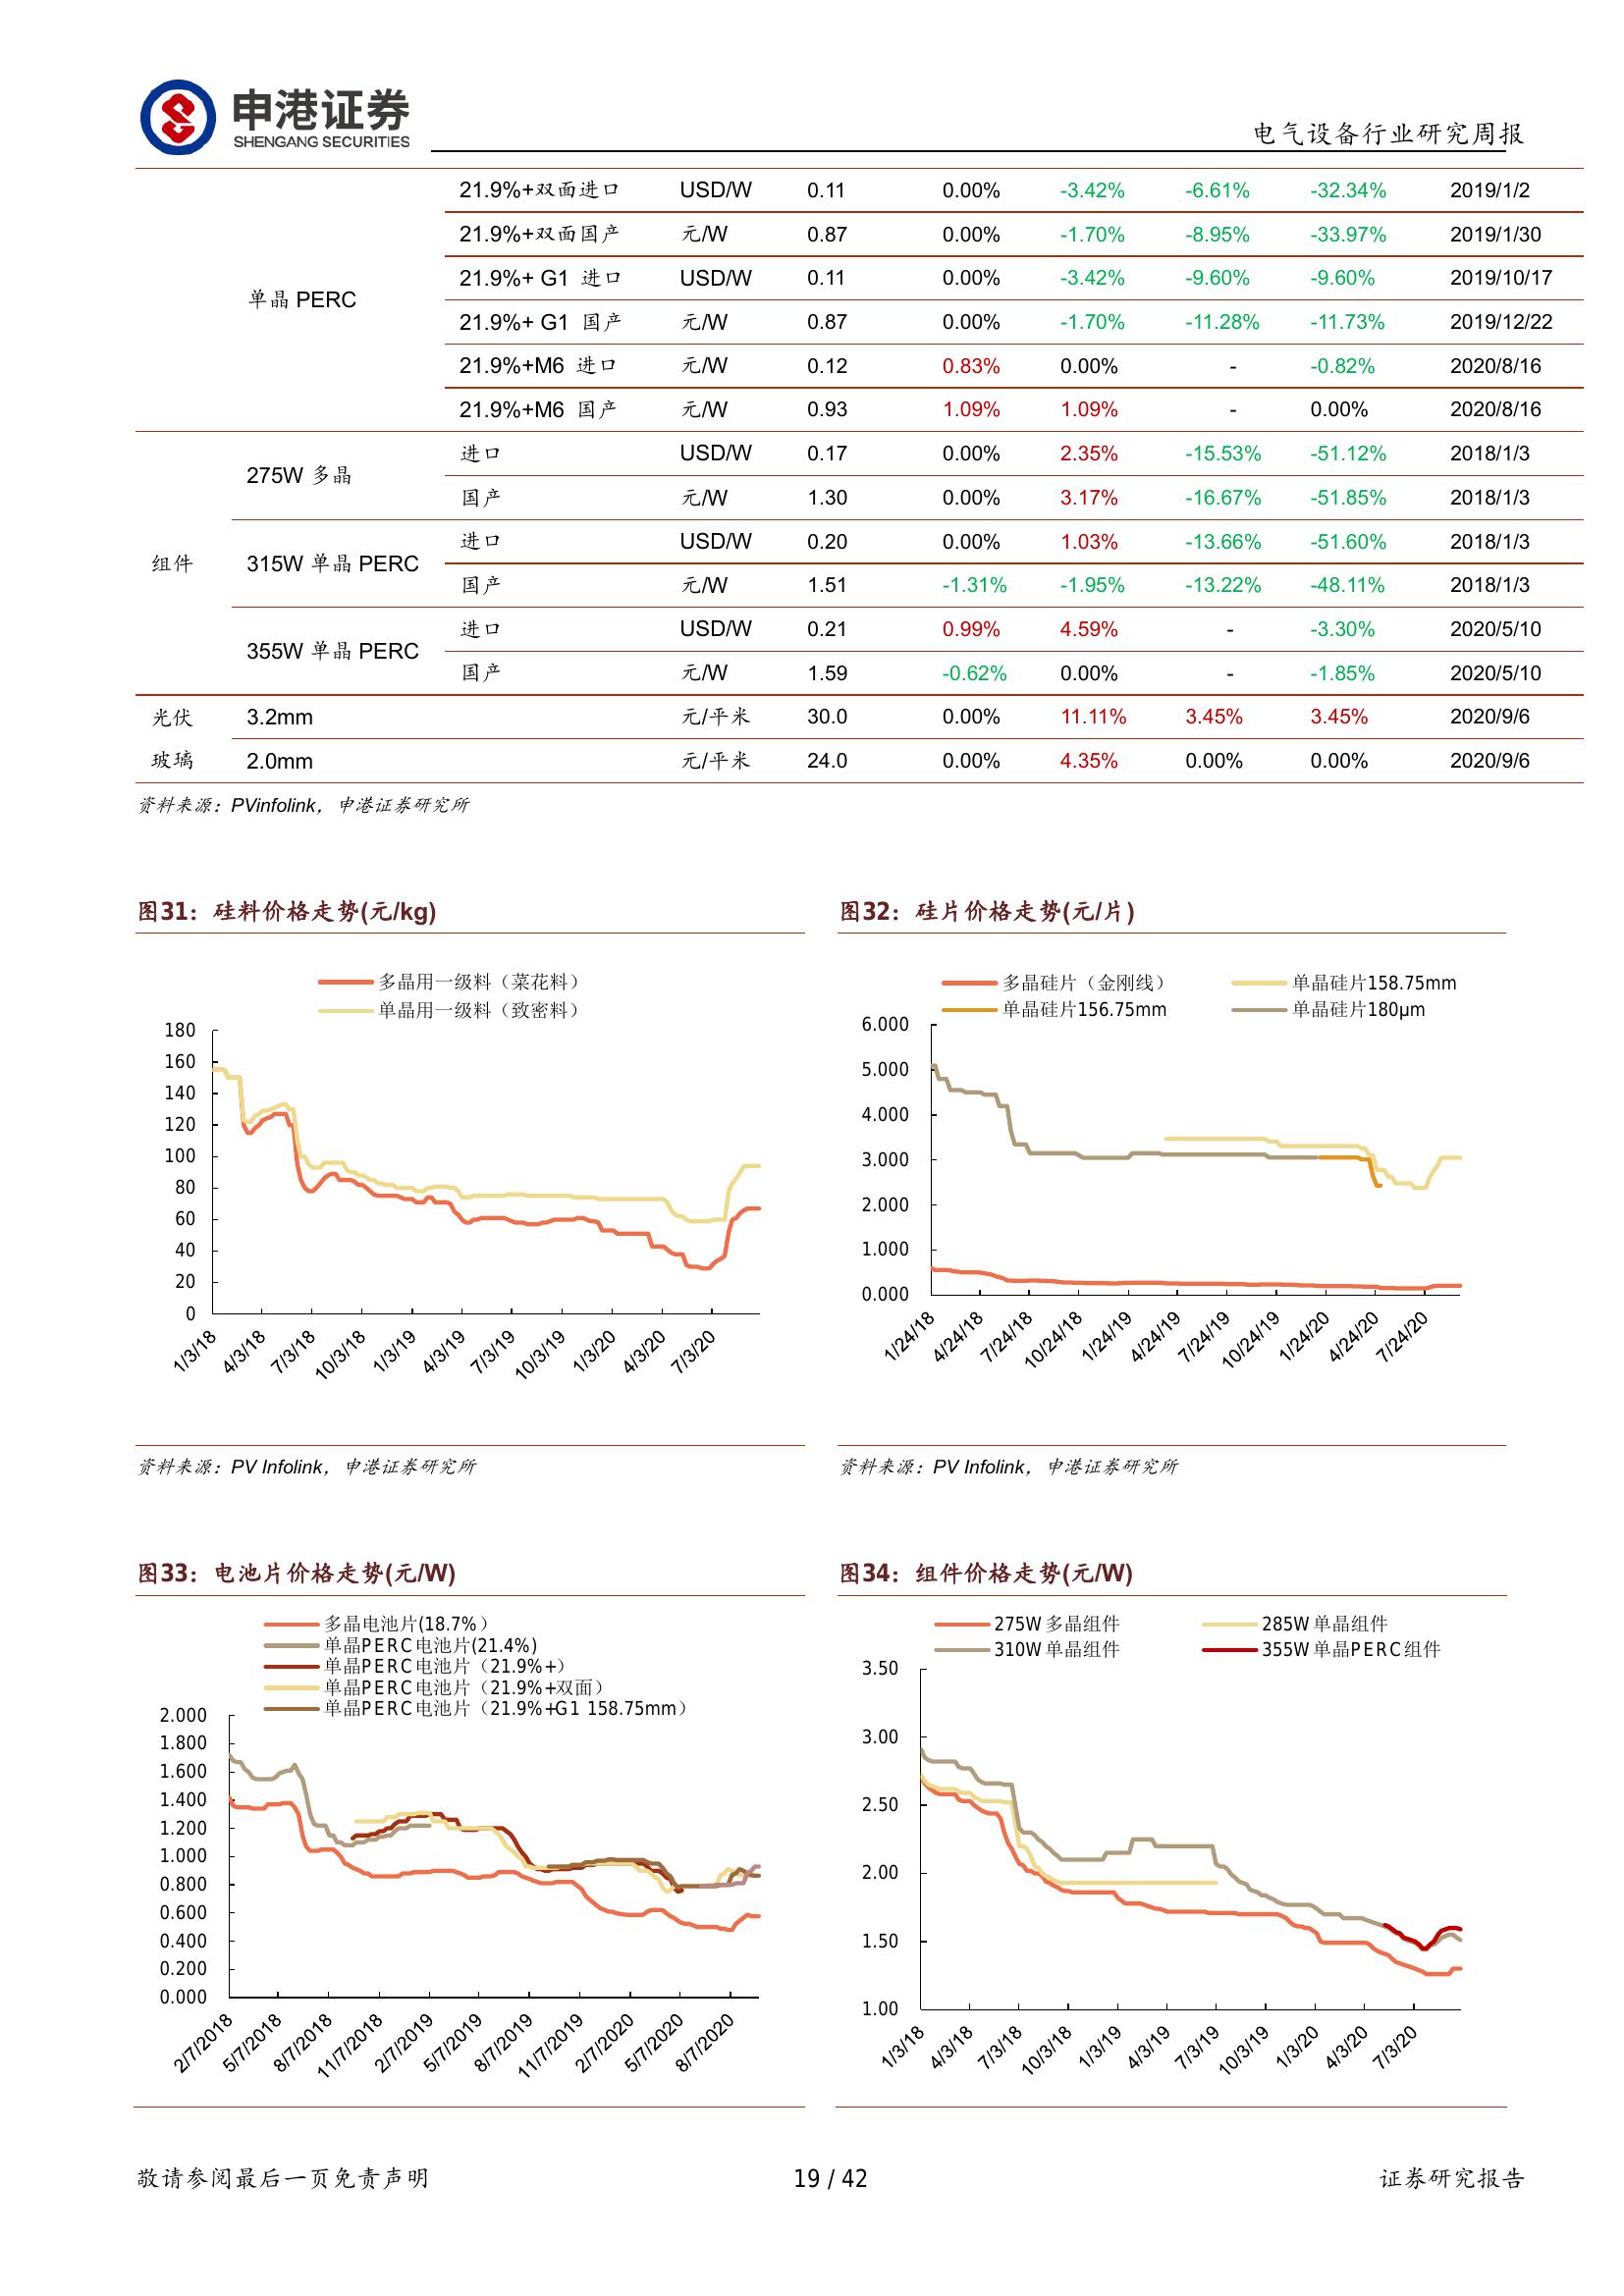 申港证券
SHENGANG SECURITIES
电气设备行业研究周报
单晶 PERC
21.9%+双面进口 USD/W 0.11 0.00% -3.42% -6.61% -32.34% 2019/1/2
21.9%+双面国产 元/W 0.87 0.00% -1.70% -8.95% -33.97% 2019/1/30
21.9%+ G1 进口 USD/W 0.11 0.00% -3.42% -9.60% -9.60% 2019/10/17
21.9%+ G1 国产 元/W 0.87 0.00% -1.70% -11.28% -11.73% 2019/12/22
21.9%+M6 进口 元/W 0.12 0.83% 0.00% - -0.82% 2020/8/16
21.9%+M6 国产 元/W 0.93 1.09% 1.09% - 0.00% 2020/8/16
组件
275W 多晶
进口 USD/W 0.17 0.00% 2.35% -15.53% -51.12% 2018/1/3
国产 元/W 1.30 0.00% 3.17% -16.67% -51.85% 2018/1/3
315W 单晶 PERC
进口 USD/W 0.20 0.00% 1.03% -13.66% -51.60% 2018/1/3
国产 元/W 1.51 -1.31% -1.95% -13.22% -48.11% 2018/1/3
355W 单晶 PERC
进口 USD/W 0.21 0.99% 4.59% - -3.30% 2020/5/10
国产 元/W 1.59 -0.62% 0.00% - -1.85% 2020/5/10
光伏 3.2mm 元/平米 30.0 0.00% 11.11% 3.45% 3.45% 2020/9/6
玻璃 2.0mm 元/平米 24.0 0.00% 4.35% 0.00% 0.00% 2020/9/6
资料来源：PVinfolink，申港证券研究所
图31：硅料价格走势(元/kg)
多晶用一级料（菜花料）
单晶用一级料（致密料）
180
160
140
120
100
80
60
40
20
0
1/3/18 4/3/18 7/3/18 10/3/18 1/3/19 4/3/19 7/3/19 10/3/19 1/3/20 4/3/20 7/3/20
资料来源：PV Infolink，申港证券研究所
图32：硅片价格走势(元/片)
多晶硅片（金刚线） 单晶硅片158.75mm
单晶硅片156.75mm 单晶硅片180μm
6.000
5.000
4.000
3.000
2.000
1.000
0.000
1/24/18 4/24/18 7/24/18 10/24/18 1/24/19 4/24/19 7/24/19 10/24/19 1/24/20 4/24/20 7/24/20
资料来源：PV Infolink，申港证券研究所
图33：电池片价格走势(元/W)
多晶电池片(18.7%）
单晶PERC电池片(21.4%)
单晶PERC电池片（21.9%+）
单晶PERC电池片（21.9%+双面）
单晶PERC电池片（21.9%+G1 158.75mm）
2.000
1.800
1.600
1.400
1.200
1.000
0.800
0.600
0.400
0.200
0.000
2/7/2018 5/7/2018 8/7/2018 11/7/2018 2/7/2019 5/7/2019 8/7/2019 11/7/2019 2/7/2020 5/7/2020 8/7/2020
图34：组件价格走势(元/W)
275W多晶组件 285W单晶组件
310W单晶组件 355W单晶PERC组件
3.50
3.00
2.50
2.00
1.50
1.00
1/3/18 4/3/18 7/3/18 10/3/18 1/3/19 4/3/19 7/3/19 10/3/19 1/3/20 4/3/20 7/3/20
敬请参阅最后一页免责声明 19 / 42 证券研究报告